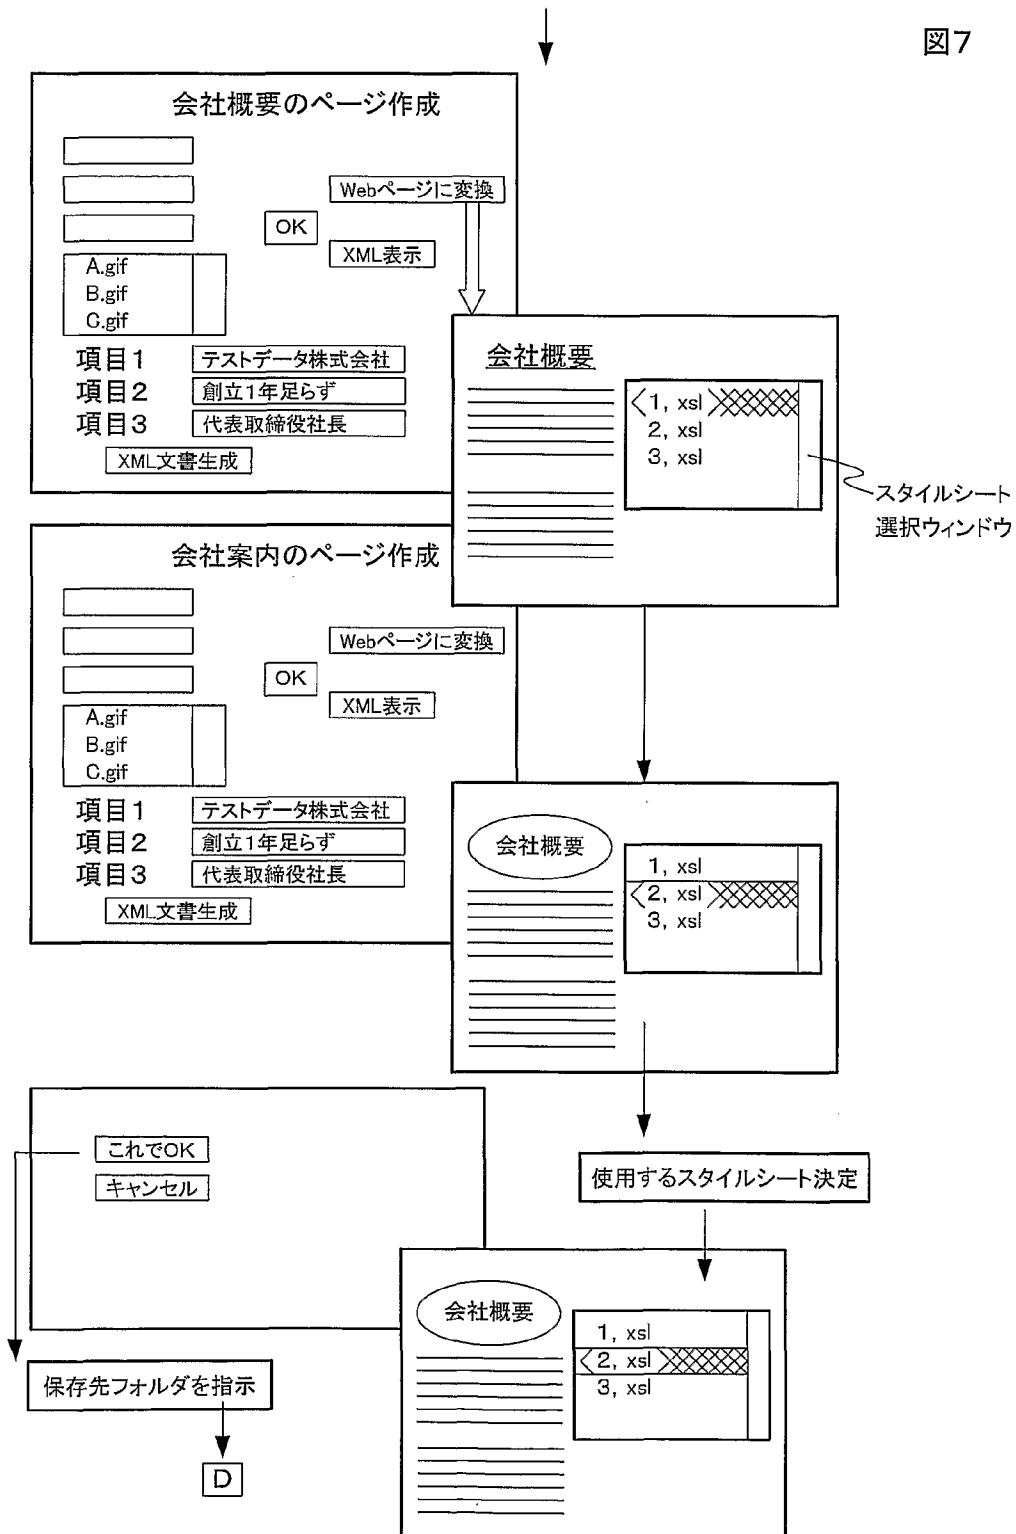 図7
会社概要のページ作成
Webページに変換
OK
XML表示
A.gif
B.gif
C.gif
項目1 テストデータ株式会社
項目2 創立1年足らず
項目3 代表取締役社長
XML文書生成
会社概要
1, xsl
2, xsl
3, xsl
スタイルシート
選択ウィンドウ
会社案内のページ作成
Webページに変換
OK
XML表示
A.gif
B.gif
C.gif
項目1 テストデータ株式会社
項目2 創立1年足らず
項目3 代表取締役社長
XML文書生成
会社概要
1, xsl
2, xsl
3, xsl
これでOK
キャンセル
使用するスタイルシート決定
会社概要
1, xsl
2, xsl
3, xsl
保存先フォルダを指示
D